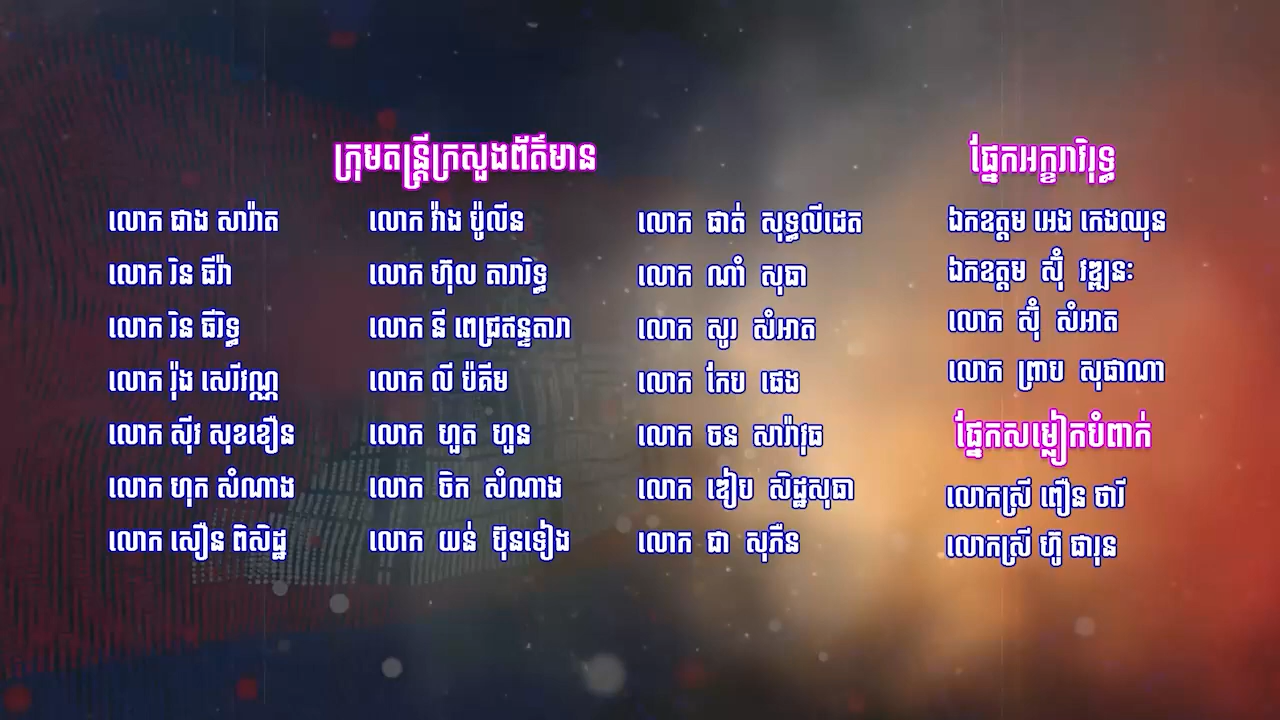 ក្រុមតន្ត្រីក្រសួងព័ត៌មាន
លោក ជាង សារ៉ាត
លោក រិន ធីរ៉ា
លោក រិន ធីរិទ្ធ
លោក រ៉ុង សេរីវណ្ណ
លោក ស៊ីវ សុខខឿន
លោក ហុក សំណាង
លោក សឿន ពិសិដ្ឋ
លោក វ៉ាង ប៉ូលីន
លោក ហ៊ុល តារារិទ្ធ
លោក នី ពេជ្រឥន្ទតារា
លោក លី ប៉គីម
លោក ហួត ហួន
លោក ចិក សំណាង
លោក យន់ ប៊ុនទៀង
លោក ផាត់ សុទ្ធលីដេត
លោក ណាំ សុធា
លោក សូរ សំអាត
លោក កែប ផេង
លោក ចន សារ៉ាវុធ
លោក ឌៀប សិដ្ឋសុធា
លោក ជា សុភឺន
ផ្នែកអក្ខរាវិរុទ្ធ
ឯកឧត្តម អេង កេងឈុន
ឯកឧត្តម ស៊ុំ វឌ្ឍនៈ
លោក ស៊ុំ សំអាត
លោក ព្រាប សុផាណា
ផ្នែកសម្លៀកបំពាក់
លោកស្រី ពឿន ថារី
លោកស្រី ហ៊ូ ផារុន